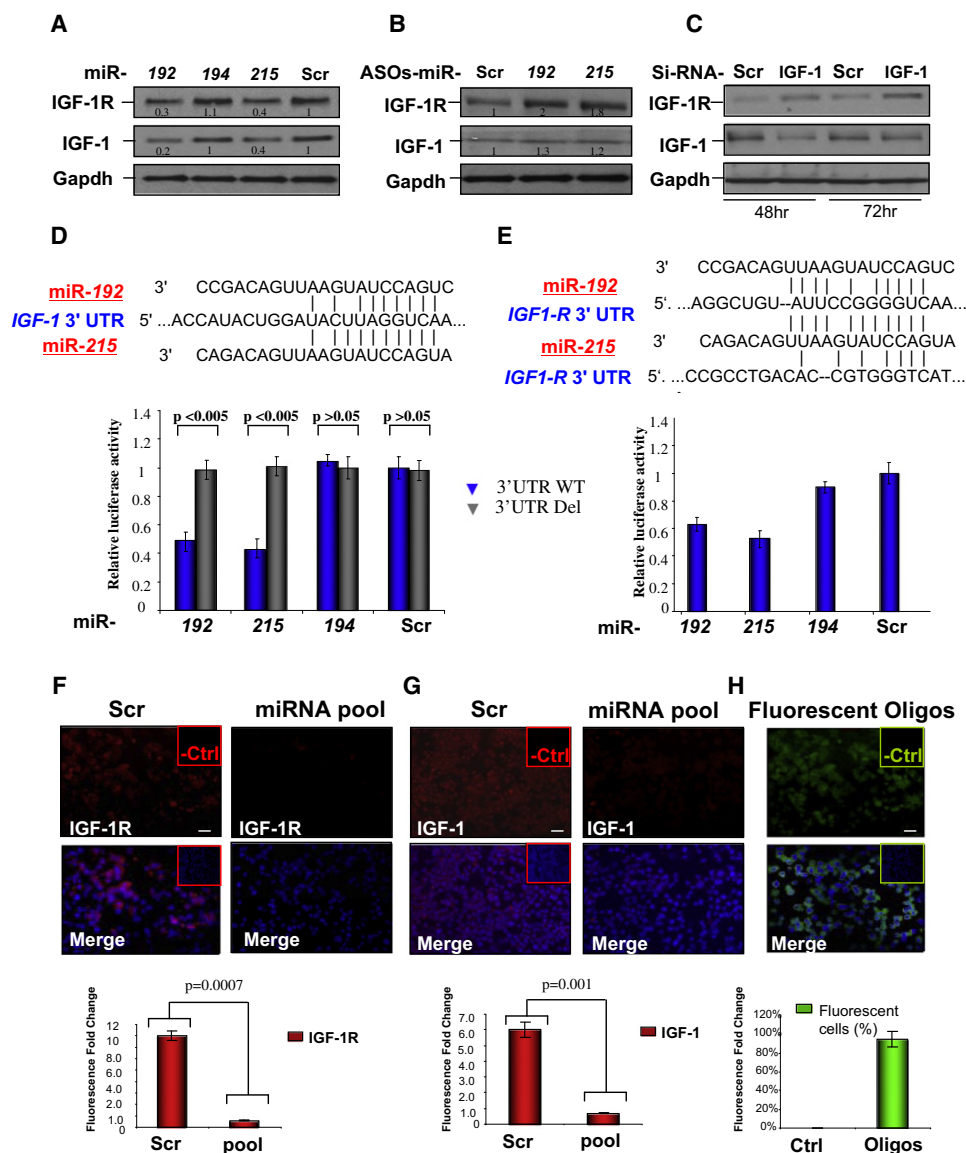 A
miR- 192 194 215 Scr
IGF-1R
0.3 1.1 0.4 1
IGF-1
0.2 1 0.4 1
Gapdh
B
ASOs-miR- Scr 192 215
IGF-1R
1 2 1.8
IGF-1
1 1.3 1.2
Gapdh
C
Si-RNA- Scr IGF-1 Scr IGF-1
IGF-1R
IGF-1
Gapdh
48hr 72hr
D
miR-192 3' CCGACAGUUAAGUAUCCAGUC
IGF-1 3' UTR 5' ...ACCAUACUGGAUACUUAGGUCAA...
miR-215 3' CAGACAGUUAAGUAUCCAGUA
p <0.005 p <0.005 p >0.05 p >0.05
Relative luciferase activity
1.4
1.2
1
0.8
0.6
0.4
0.2
0
miR- 192 215 194 Scr
3'UTR WT
3'UTR Del
E
miR-192 3' CCGACAGUUAAGUAUCCAGUC
IGF1-R 3' UTR 5'. ...AGGCUGU--AUUCCGGGGUCAA...
miR-215 3' CAGACAGUUAAGUAUCCAGUA
IGF1-R 3' UTR 5'. ...CCGCCTGACAC--CGTGGGTCAT...
Relative luciferase activity
1.4
1.2
1
0.8
0.6
0.4
0.2
0
miR- 192 215 194 Scr
F
Scr miRNA pool
-Ctrl
IGF-1R IGF-1R
Merge Merge
p=0.0007
Fluorescence Fold Change
12
10
8.0
6.0
4.0
2.0
1.0
Scr pool
IGF-1R
G
Scr miRNA pool
-Ctrl
IGF-1 IGF-1
Merge Merge
p=0.001
Fluorescence Fold Change
7.0
6.0
5.0
4.0
3.0
2.0
1.0
0
Scr pool
IGF-1
H
Fluorescent Oligos
-Ctrl
Merge
Fluorescent
cells (%)
Fluorescence Fold Change
120%
100%
80%
60%
40%
20%
0%
Ctrl Oligos